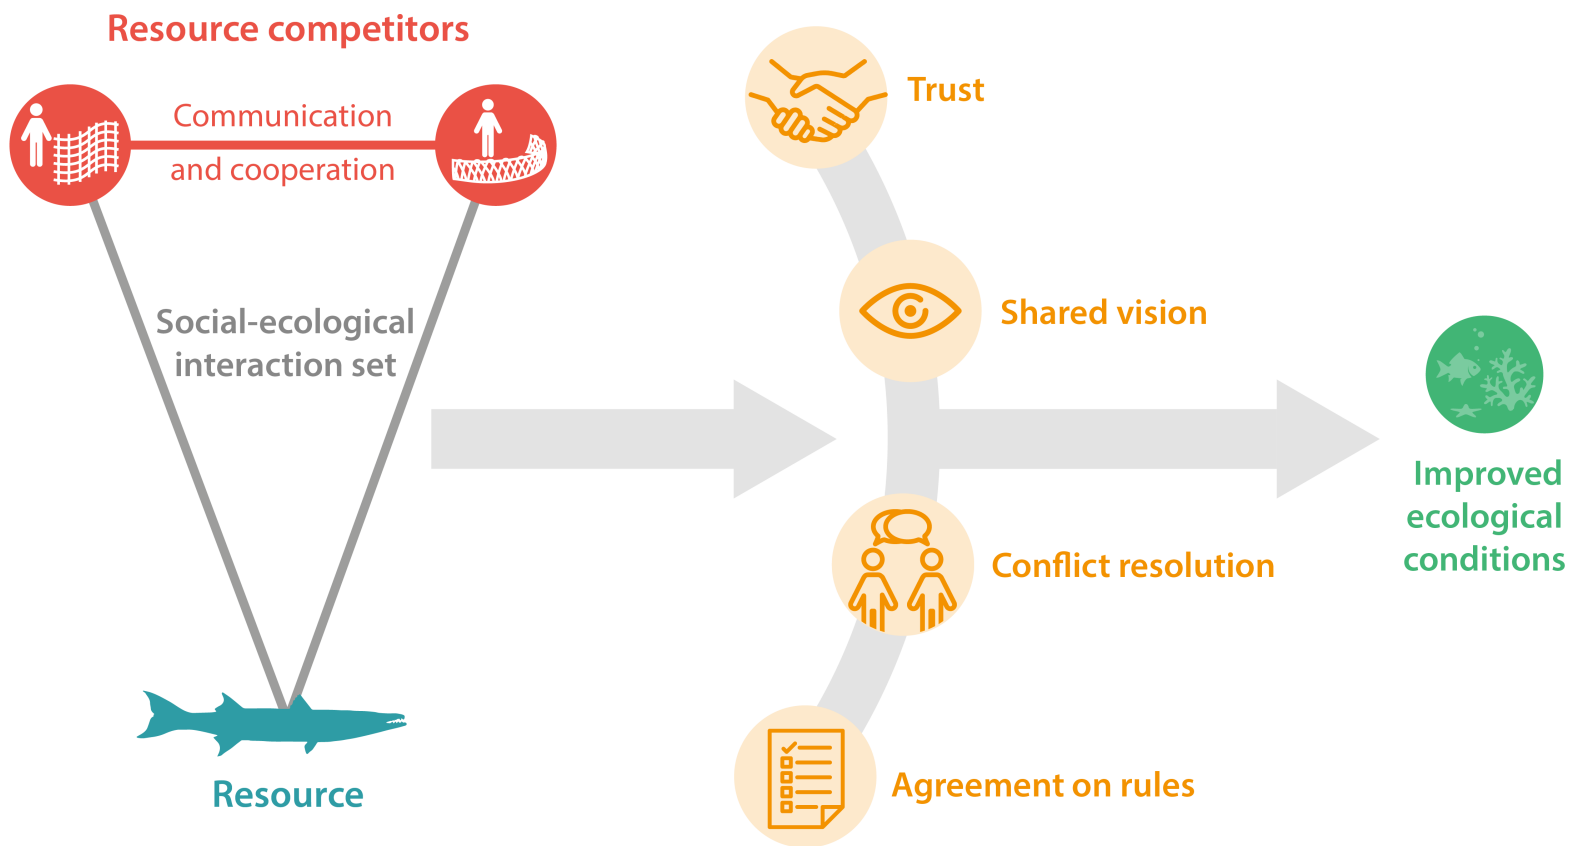 Resource competitors
Communication
and cooperation
Social-ecological
interaction set
Resource
Trust
Shared vision
Conflict resolution
Agreement on rules
Improved
ecological
conditions